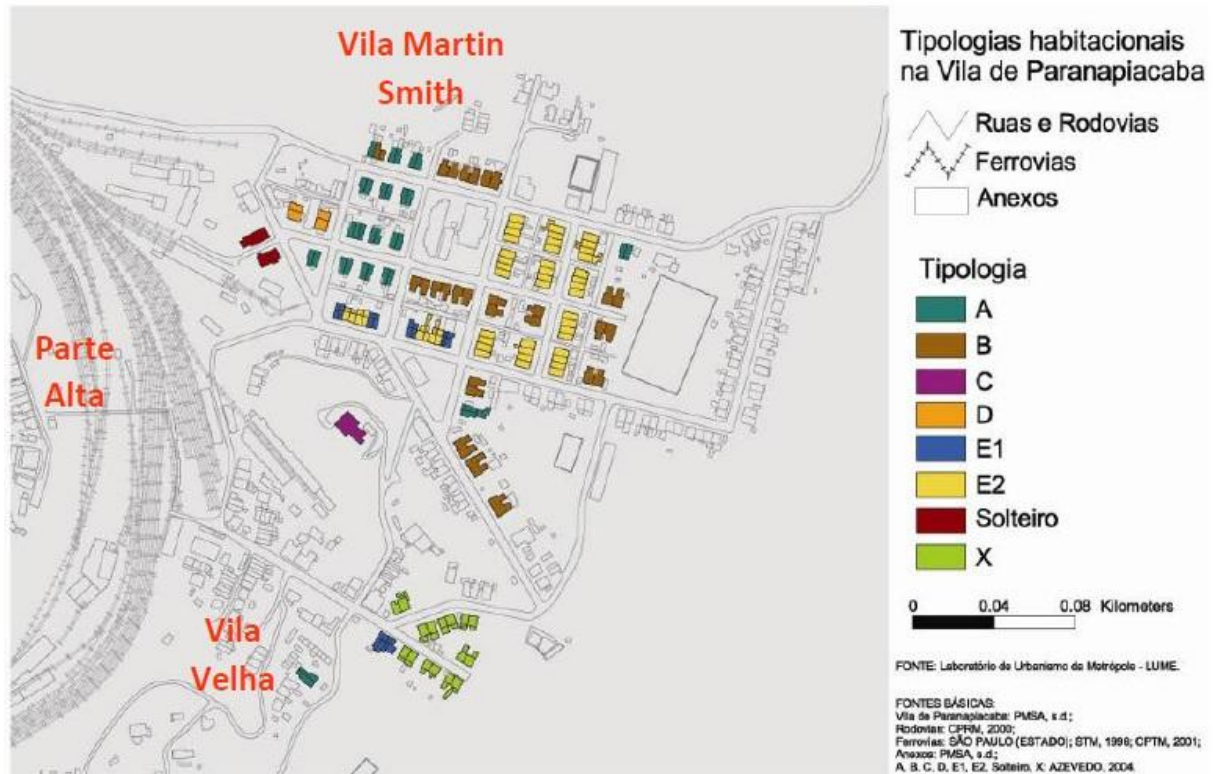 Vila Martin
Smith
Parte
Alta
Vila
Velha
Tipologias habitacionais
na Vila de Paranapiacaba
Ruas e Rodovias
Ferrovias
Anexos
Tipologia
A
B
C
D
E1
E2
Solteiro
X
0 0.04 0.08 Kilometers
FONTE: Laboratório de Urbanismo da Metrópole - LUME.
FONTES BÁSICAS:
Vila de Paranapiacaba: PMSA, s.d.;
Rodovias: CPRM, 2000;
Ferrovias: SÃO PAULO (ESTADO); STM, 1996; CPTM, 2001;
Anexos: PMSA, s.d.;
A, B, C, D, E1, E2, Solteiro, X: AZEVEDO, 2004.